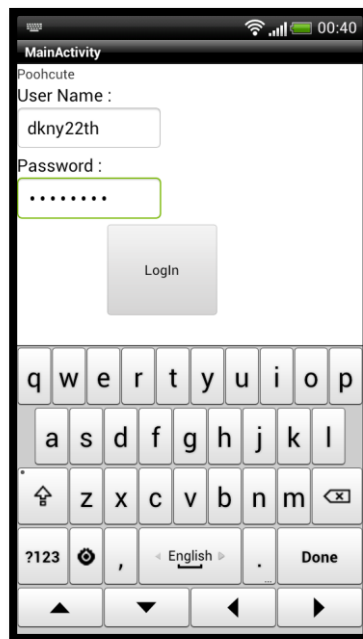 00:40
MainActivity
Poohcute
User Name :
dkny22th
Password :
••••••••
LogIn
q w e r t y u i o p
a s d f g h j k l
z x c v b n m
?123 , English . Done